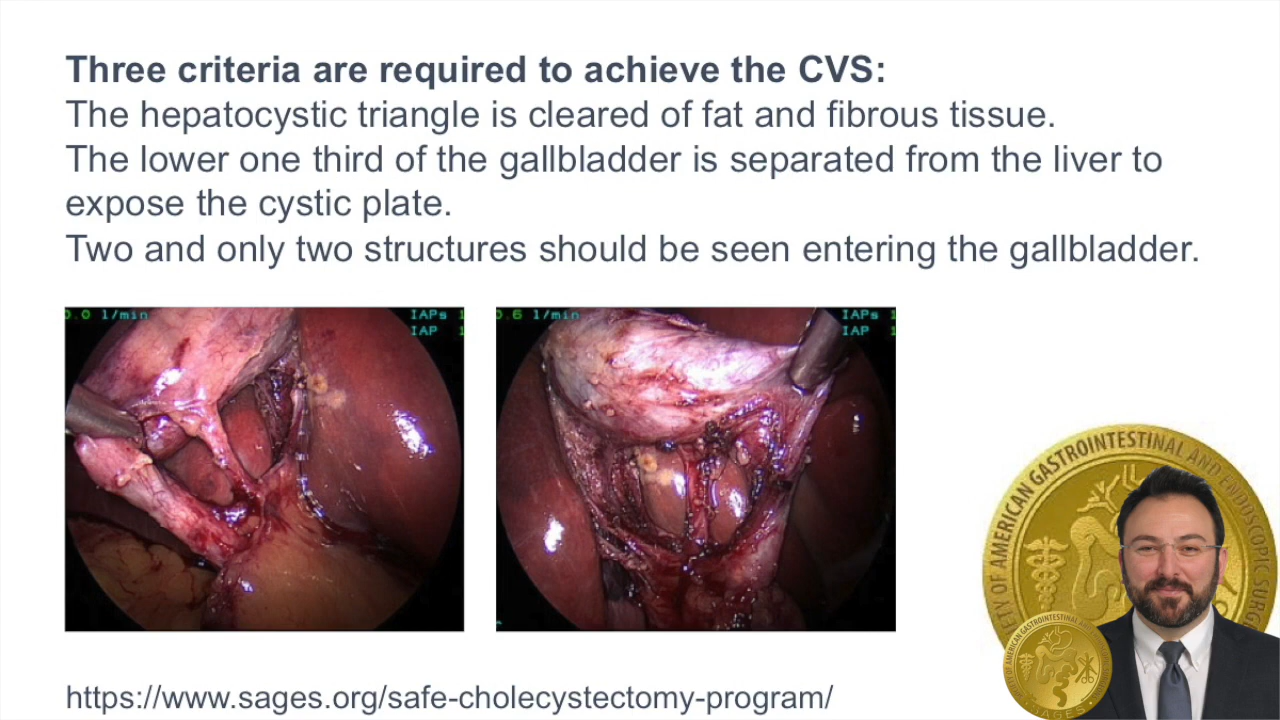 Three criteria are required to achieve the CVS:
The hepatocystic triangle is cleared of fat and fibrous tissue.
The lower one third of the gallbladder is separated from the liver to
expose the cystic plate.
Two and only two structures should be seen entering the gallbladder.
0.0 l/min
IAPs 1
IAP 1
0.6 l/min
IAPs 1
IAP 1
OF AMERICAN GASTROINTESTINAL AND ENDOSCOPIC
SAGES
https://www.sages.org/safe-cholecystectomy-program/